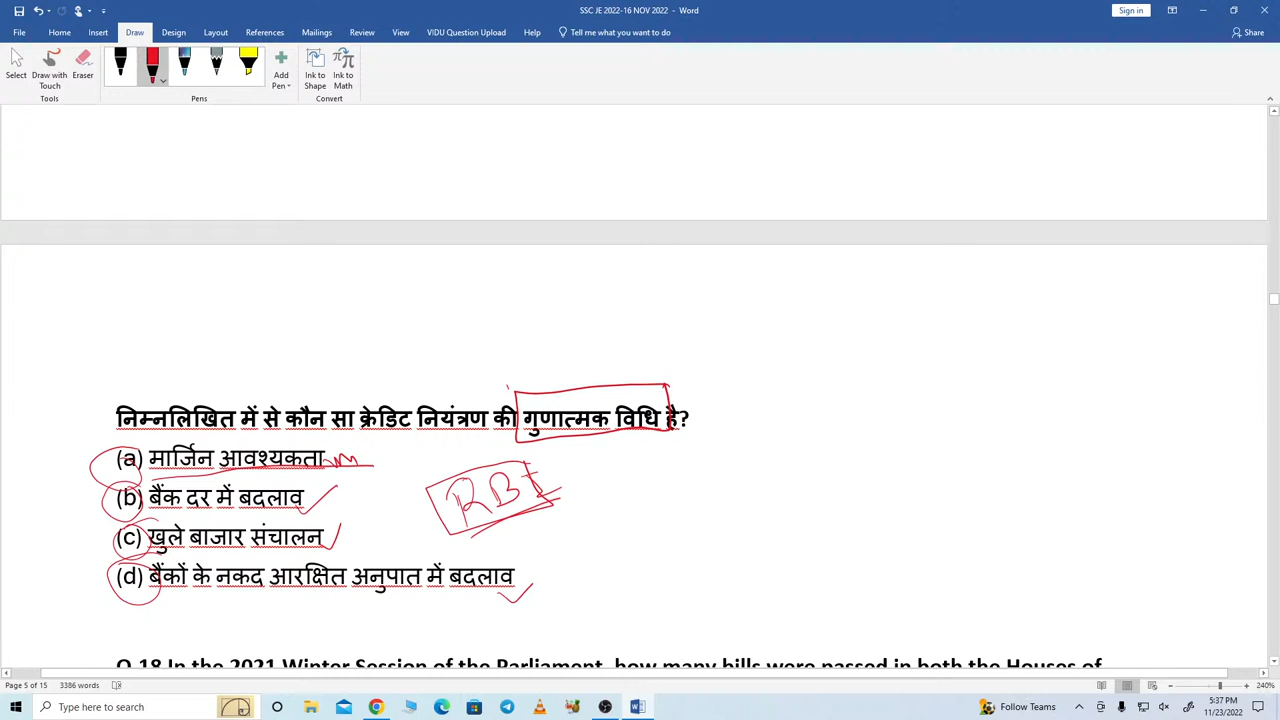 SSC JE 2022-16 NOV 2022 - Word
Sign in
File Home Insert Draw Design Layout References Mailings Review View VIDU Question Upload Help Tell me what you want to do
Share
Select Draw with Touch Eraser Add Pen Ink to Shape Ink to Math
Tools Pens Convert
निम्नलिखित में से कौन सा क्रेडिट नियंत्रण की गुणात्मक विधि है?
(a) मार्जिन आवश्यकता
(b) बैंक दर में बदलाव
RBI
(c) खुले बाजार संचालन
(d) बैंकों के नकद आरक्षित अनुपात में बदलाव
Q.18 In the 2021 Winter Session of the Parliament, how many bills were passed in both the Houses of
Page 5 of 15 3386 words
240%
Type here to search
Follow Teams
5:37 PM
11/23/2022